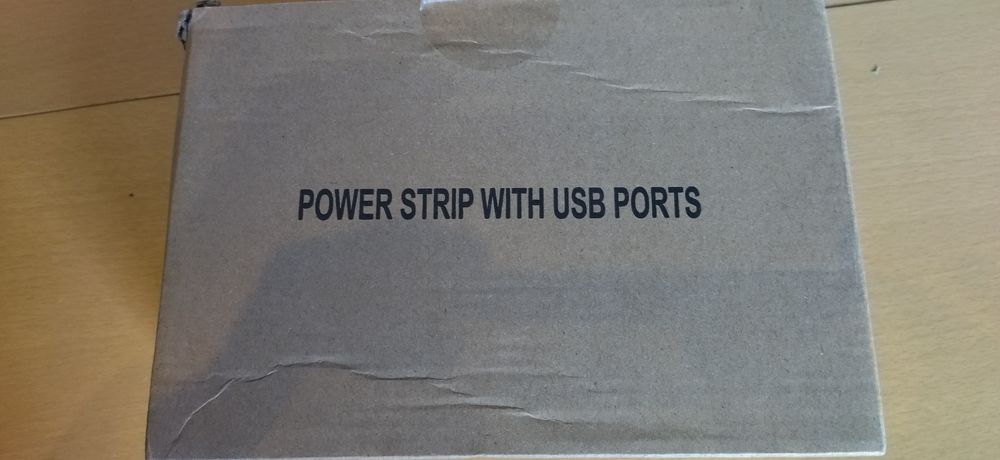 POWER STRIP WITH USB PORTS